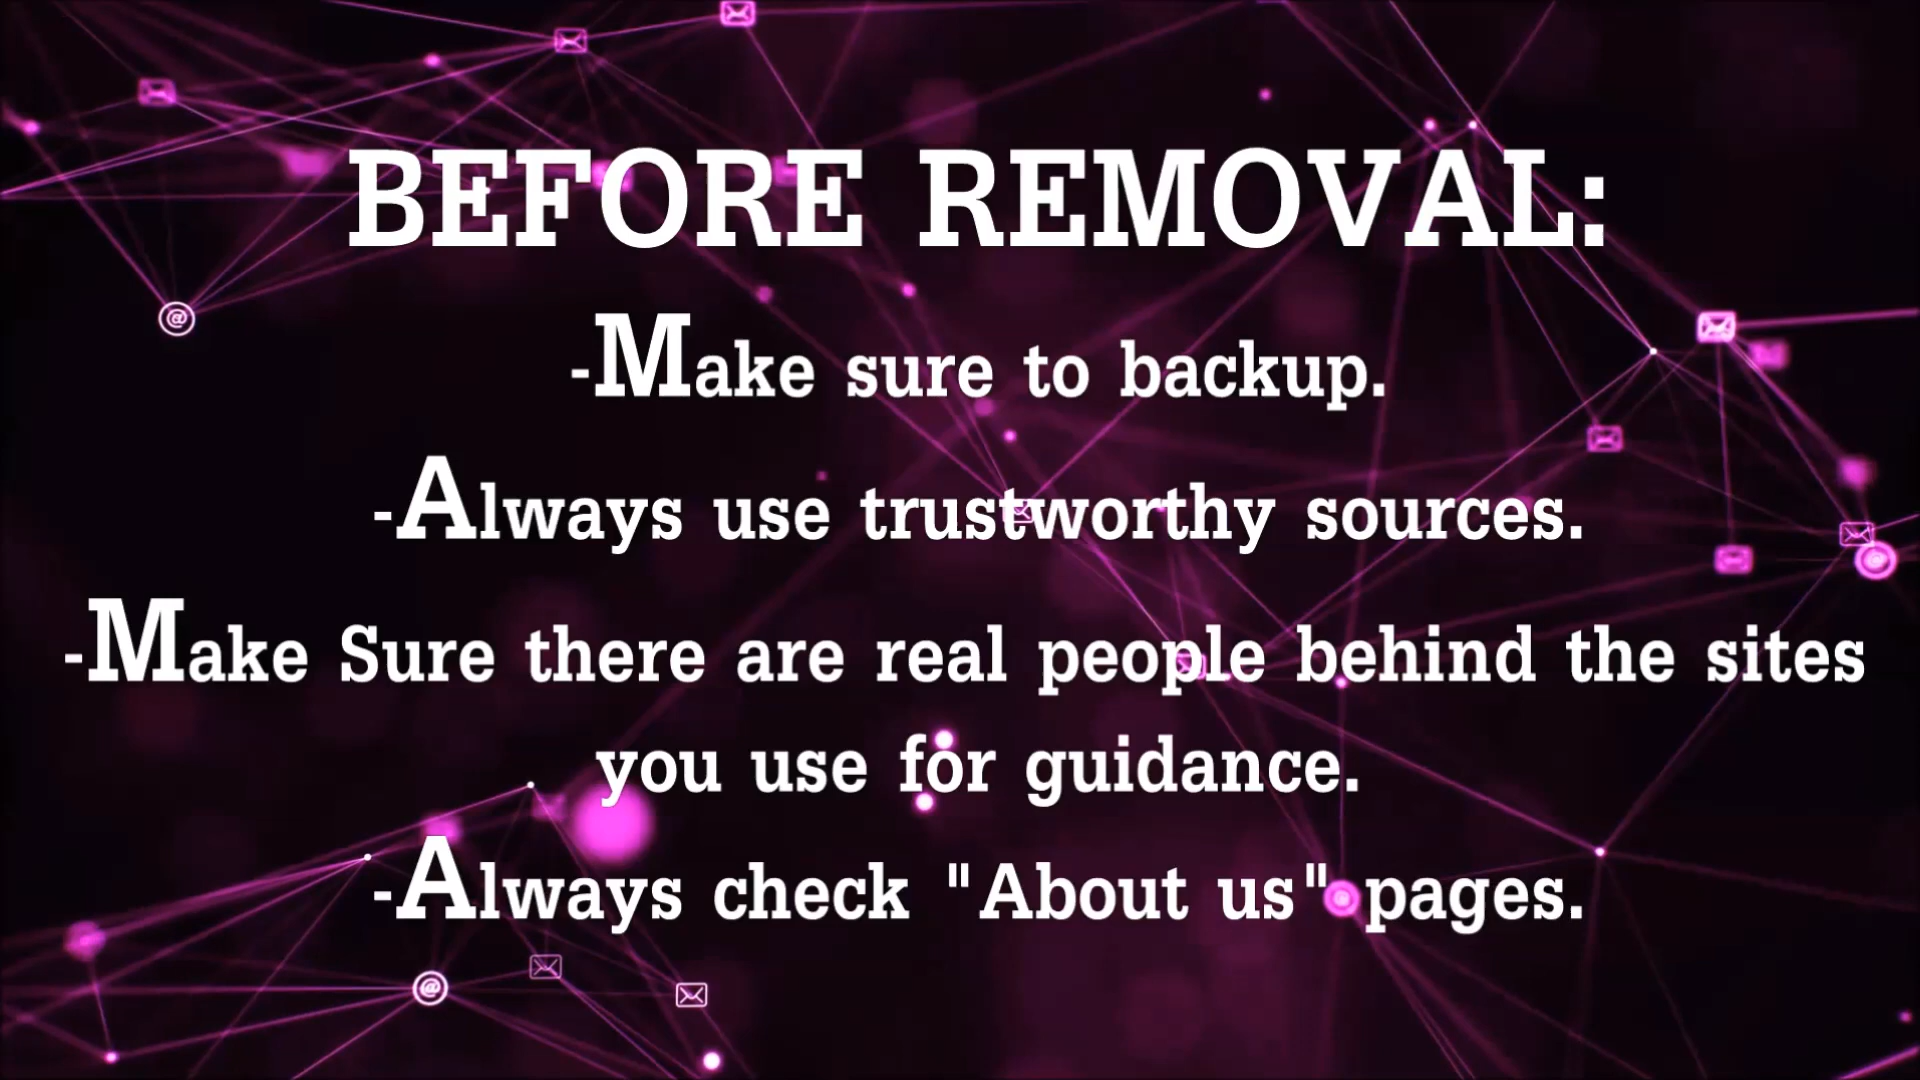 BEFORE REMOVAL:
-Make sure to backup.
-Always use trustworthy sources.
-Make Sure there are real people behind the sites
you use for guidance.
-Always check "About us" pages.